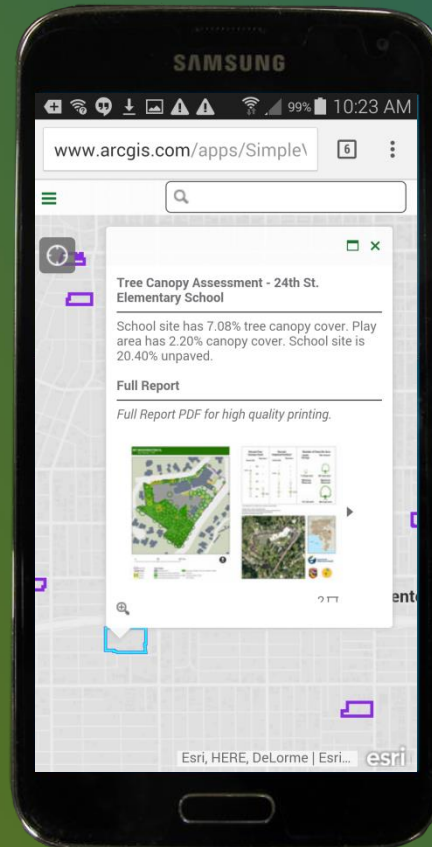 SAMSUNG
99% 10:23 AM
www.arcgis.com/apps/Simple
6
Tree Canopy Assessment - 24th St.
Elementary School
School site has 7.08% tree canopy cover. Play
area has 2.20% canopy cover. School site is
20.40% unpaved.
Full Report
Full Report PDF for high quality printing.
Esri, HERE, DeLorme | Esri...
esri